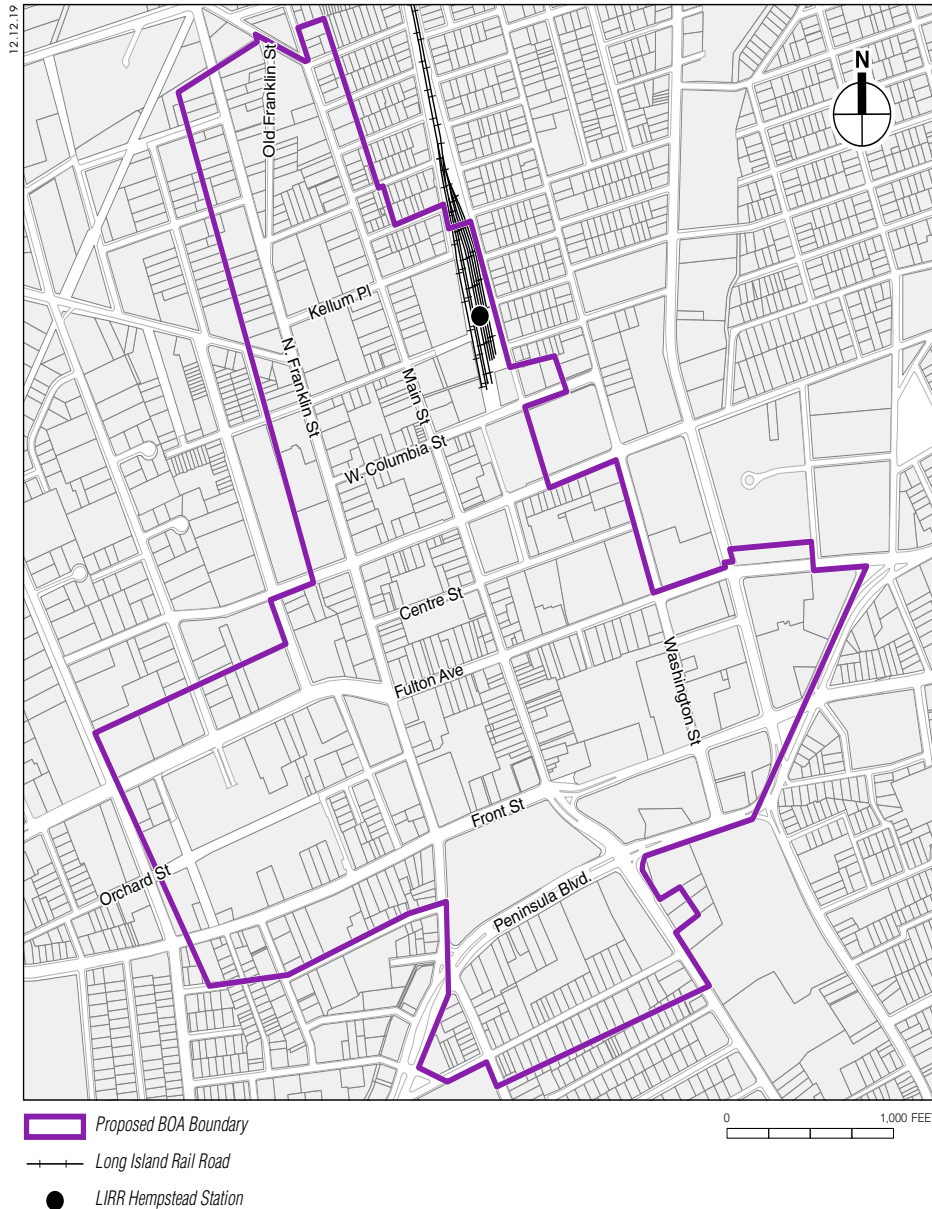 12.12.19
Old Franklin St
N
Kellum Pl
N. Franklin St
Main St
W. Columbia St
Centre St
Fulton Ave
Washington St
Front St
Orchard St
Peninsula Blvd.
Proposed BOA Boundary
0 1,000 FEET
Long Island Rail Road
LIRR Hempstead Station